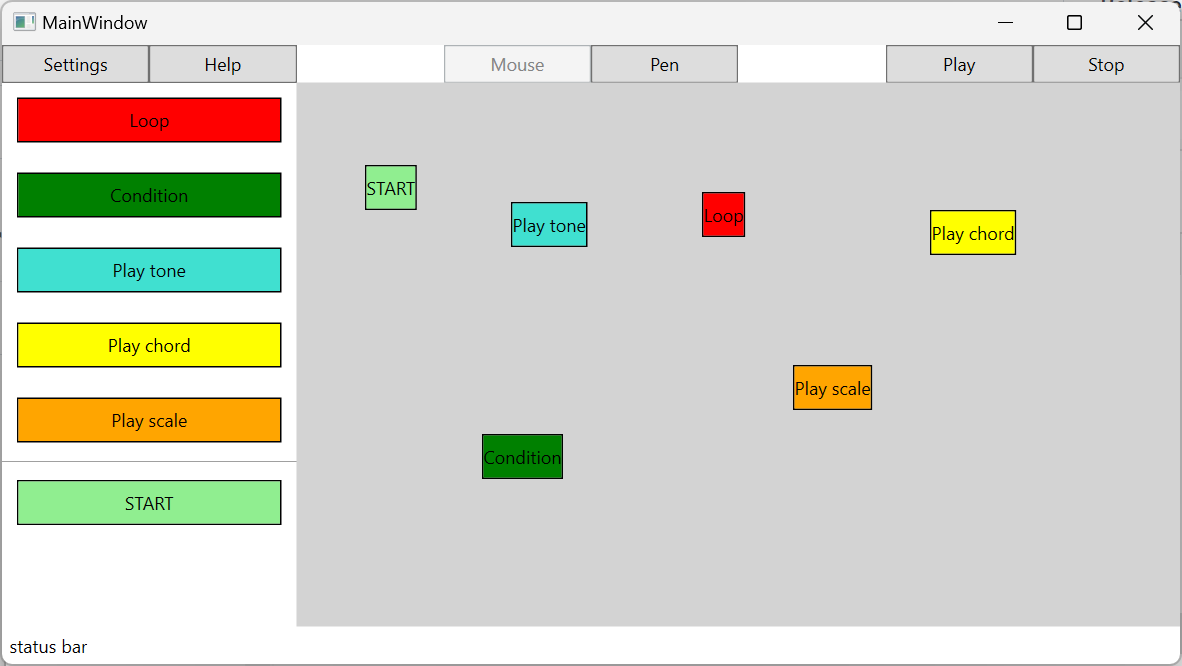 MainWindow
Settings Help Mouse Pen Play Stop
Loop
Condition
Play tone
Play chord
Play scale
START
START
Play tone
Loop
Play chord
Play scale
Condition
status bar